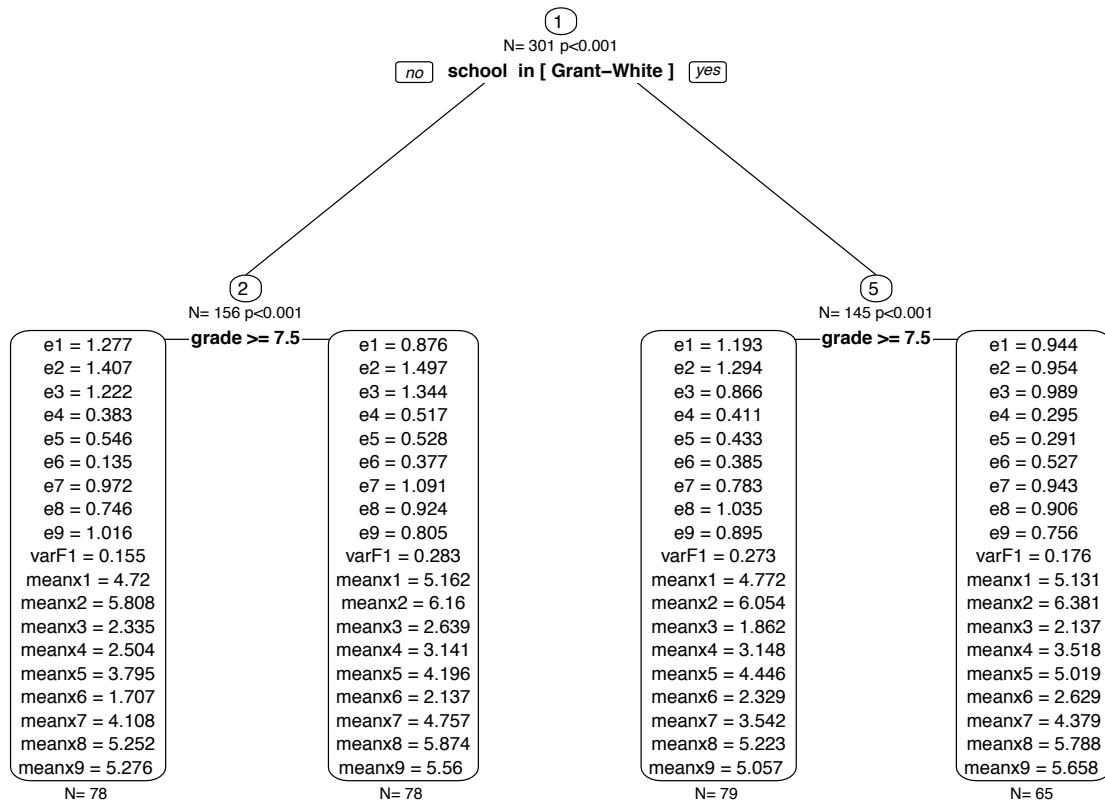 1
N= 301 p<0.001
no school in [ Grant−White ] yes
2
N= 156 p<0.001
grade >= 7.5
e1 = 1.277
e2 = 1.407
e3 = 1.222
e4 = 0.383
e5 = 0.546
e6 = 0.135
e7 = 0.972
e8 = 0.746
e9 = 1.016
varF1 = 0.155
meanx1 = 4.72
meanx2 = 5.808
meanx3 = 2.335
meanx4 = 2.504
meanx5 = 3.795
meanx6 = 1.707
meanx7 = 4.108
meanx8 = 5.252
meanx9 = 5.276
N= 78
e1 = 0.876
e2 = 1.497
e3 = 1.344
e4 = 0.517
e5 = 0.528
e6 = 0.377
e7 = 1.091
e8 = 0.924
e9 = 0.805
varF1 = 0.283
meanx1 = 5.162
meanx2 = 6.16
meanx3 = 2.639
meanx4 = 3.141
meanx5 = 4.196
meanx6 = 2.137
meanx7 = 4.757
meanx8 = 5.874
meanx9 = 5.56
N= 78
5
N= 145 p<0.001
grade >= 7.5
e1 = 1.193
e2 = 1.294
e3 = 0.866
e4 = 0.411
e5 = 0.433
e6 = 0.385
e7 = 0.783
e8 = 1.035
e9 = 0.895
varF1 = 0.273
meanx1 = 4.772
meanx2 = 6.054
meanx3 = 1.862
meanx4 = 3.148
meanx5 = 4.446
meanx6 = 2.329
meanx7 = 3.542
meanx8 = 5.223
meanx9 = 5.057
N= 79
e1 = 0.944
e2 = 0.954
e3 = 0.989
e4 = 0.295
e5 = 0.291
e6 = 0.527
e7 = 0.943
e8 = 0.906
e9 = 0.756
varF1 = 0.176
meanx1 = 5.131
meanx2 = 6.381
meanx3 = 2.137
meanx4 = 3.518
meanx5 = 5.019
meanx6 = 2.629
meanx7 = 4.379
meanx8 = 5.788
meanx9 = 5.658
N= 65